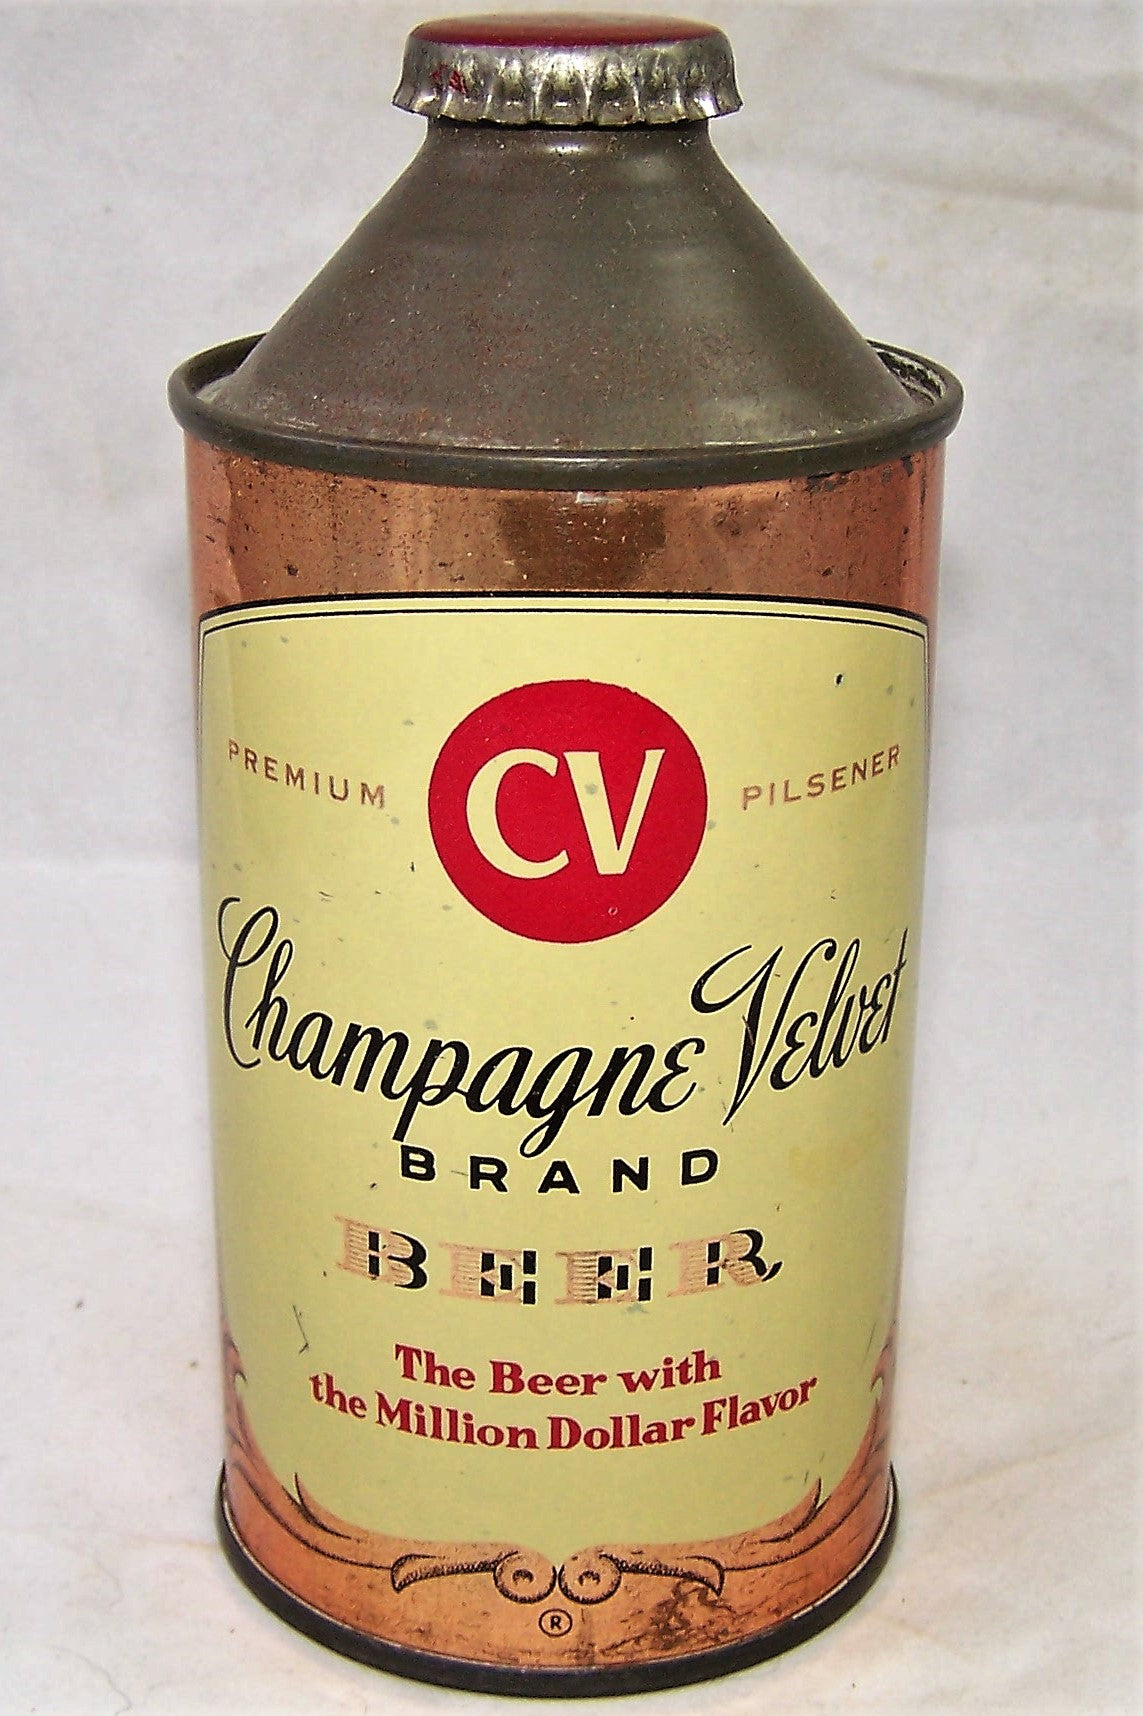 PREMIUM CV PILSENER
Champagne Velvet
BRAND
BEER
The Beer with
the Million Dollar Flavor
®